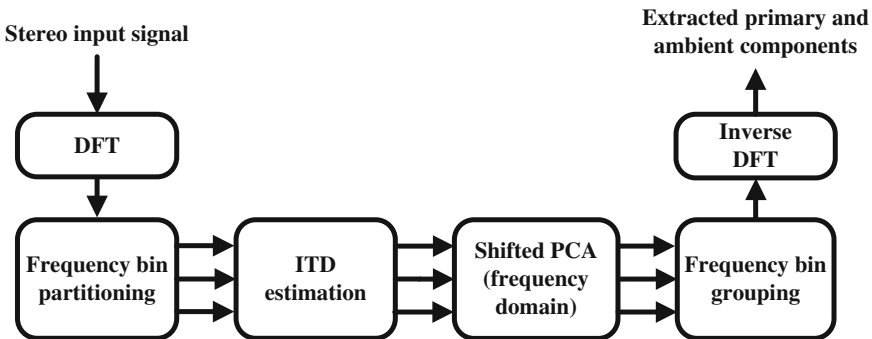 Stereo input signal
DFT
Frequency bin
partitioning
ITD
estimation
Shifted PCA
(frequency
domain)
Frequency bin
grouping
Inverse
DFT
Extracted primary and
ambient components